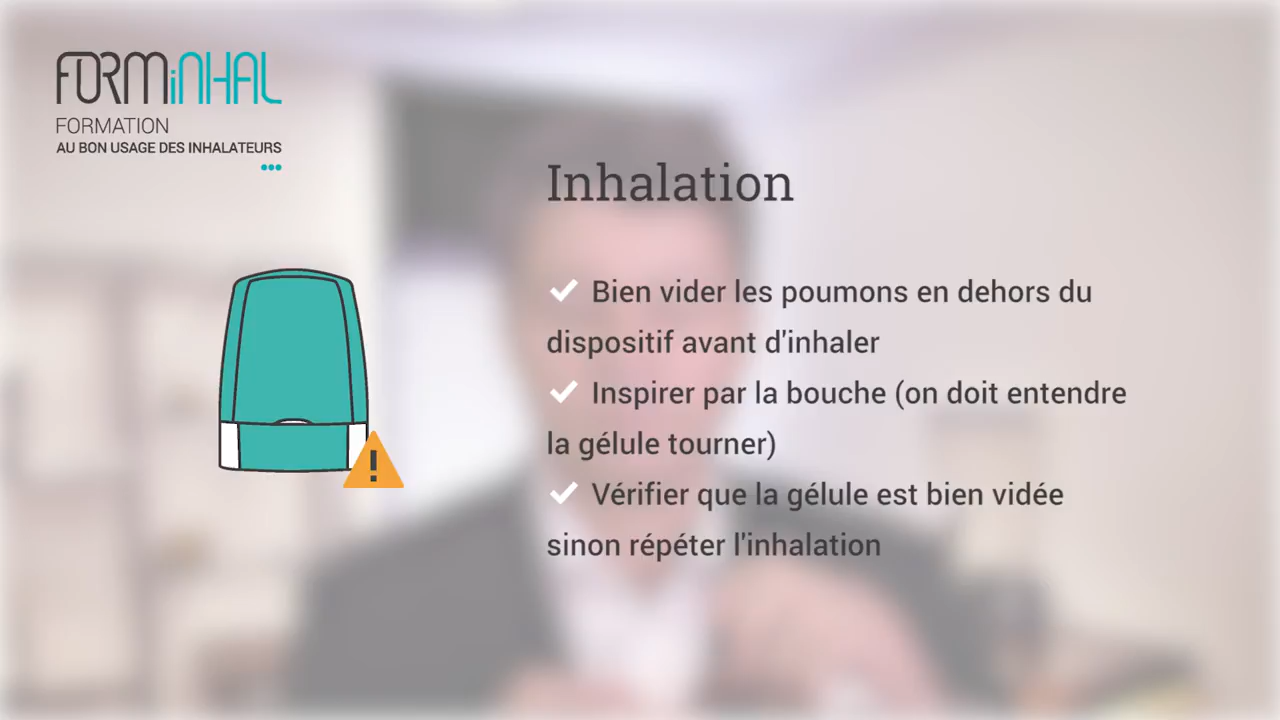 FORMiNHAL
FORMATION
AU BON USAGE DES INHALATEURS
Inhalation
Bien vider les poumons en dehors du
dispositif avant d'inhaler
Inspirer par la bouche (on doit entendre
la gélule tourner)
Vérifier que la gélule est bien vidée
sinon répéter l'inhalation
!